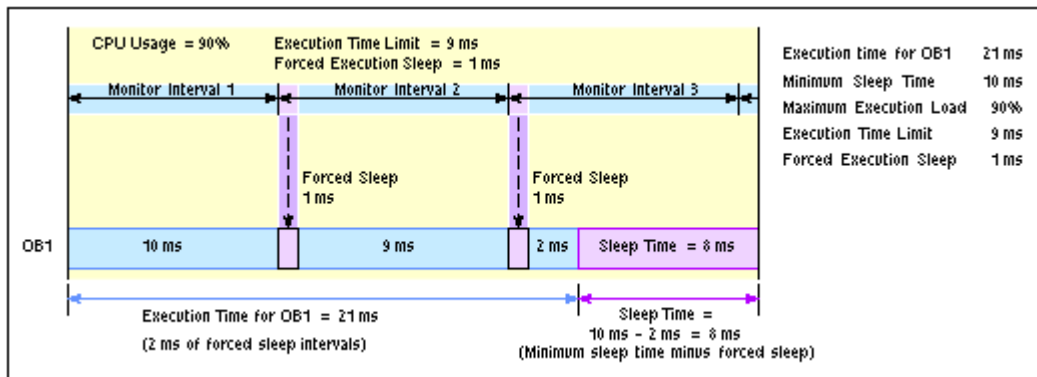 CPU Usage = 90%
Execution Time Limit = 9 ms
Forced Execution Sleep = 1 ms
Monitor Interval 1
Monitor Interval 2
Monitor Interval 3
Forced Sleep
1 ms
Forced Sleep
1 ms
OB1
10 ms
9 ms
2 ms
Sleep Time = 8 ms
Execution Time for OB1 = 21 ms
(2 ms of forced sleep intervals)
Sleep Time =
10 ms - 2 ms = 8 ms
(Minimum sleep time minus forced sleep)
Execution time for OB1 21 ms
Minimum Sleep Time 10 ms
Maximum Execution Load 90%
Execution Time Limit 9 ms
Forced Execution Sleep 1 ms